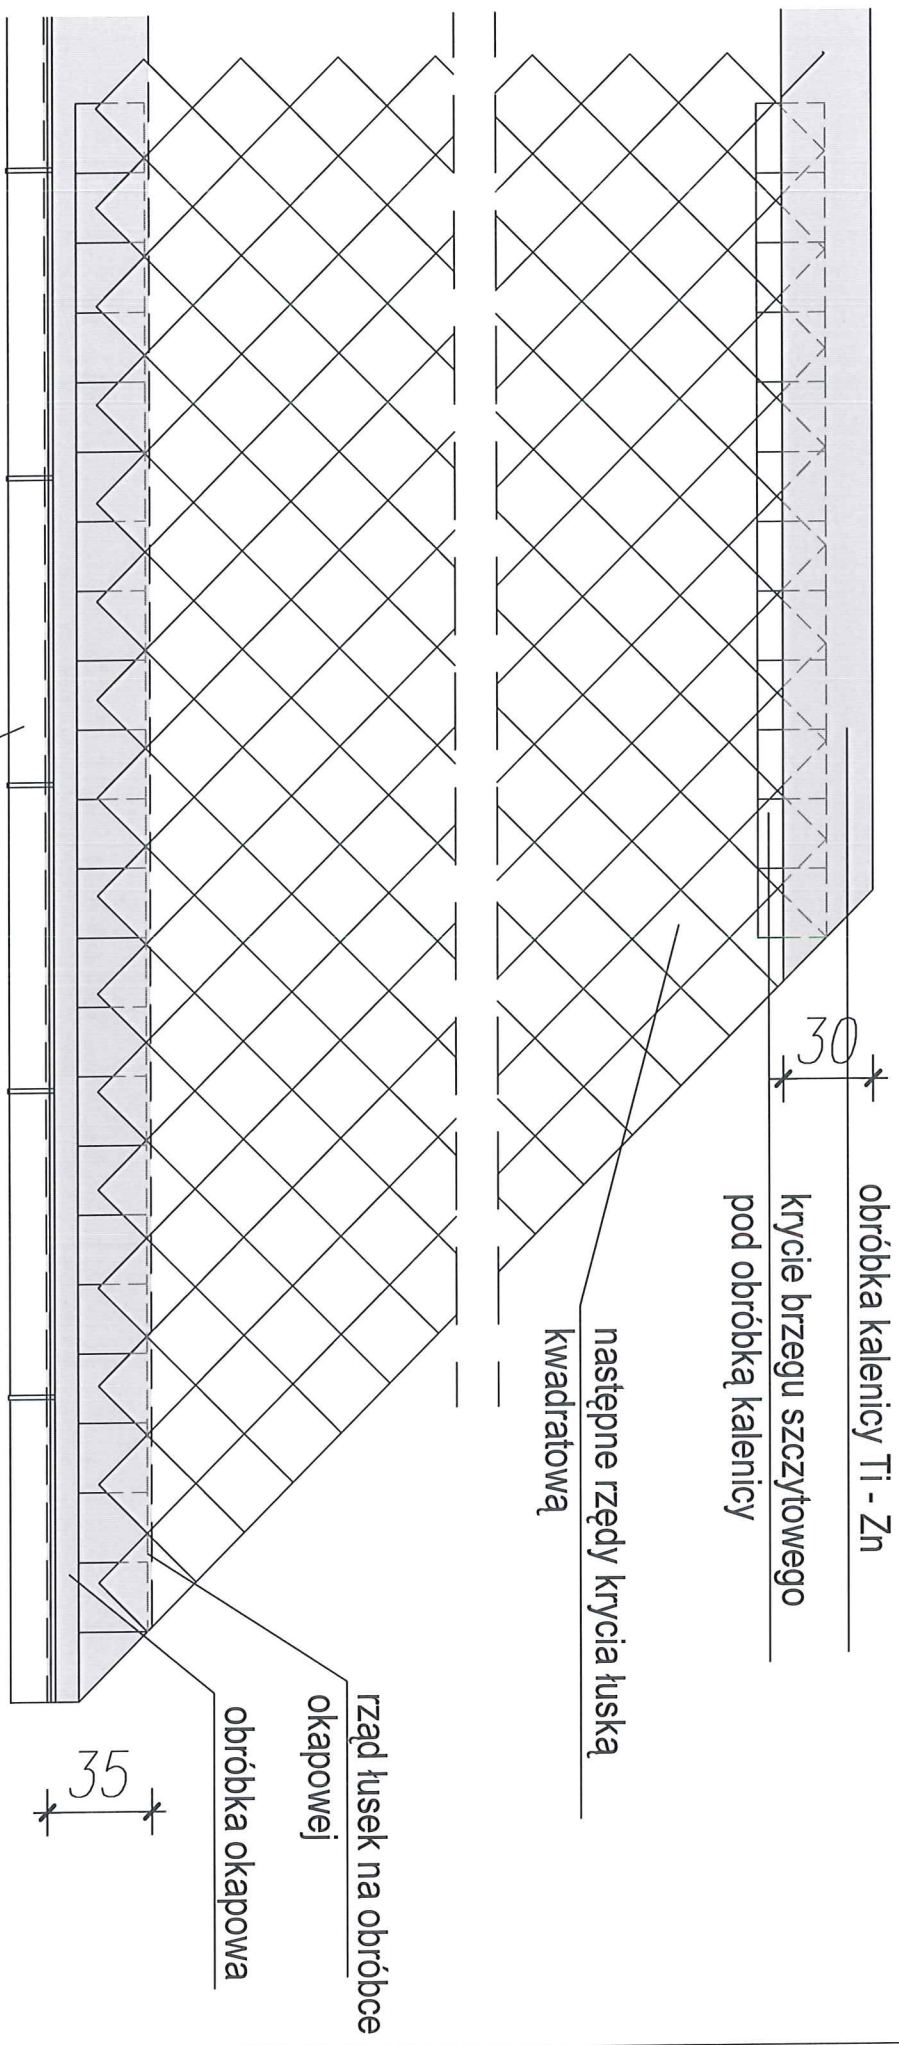 30
obróbka kalenicy Ti - Zn
krycie brzegu szczytowego
pod obróbką kalenicy
następne rzędy krycia łuską
kwadratową
rząd łusek na obróbce
okapowej
obróbka okapowa
35